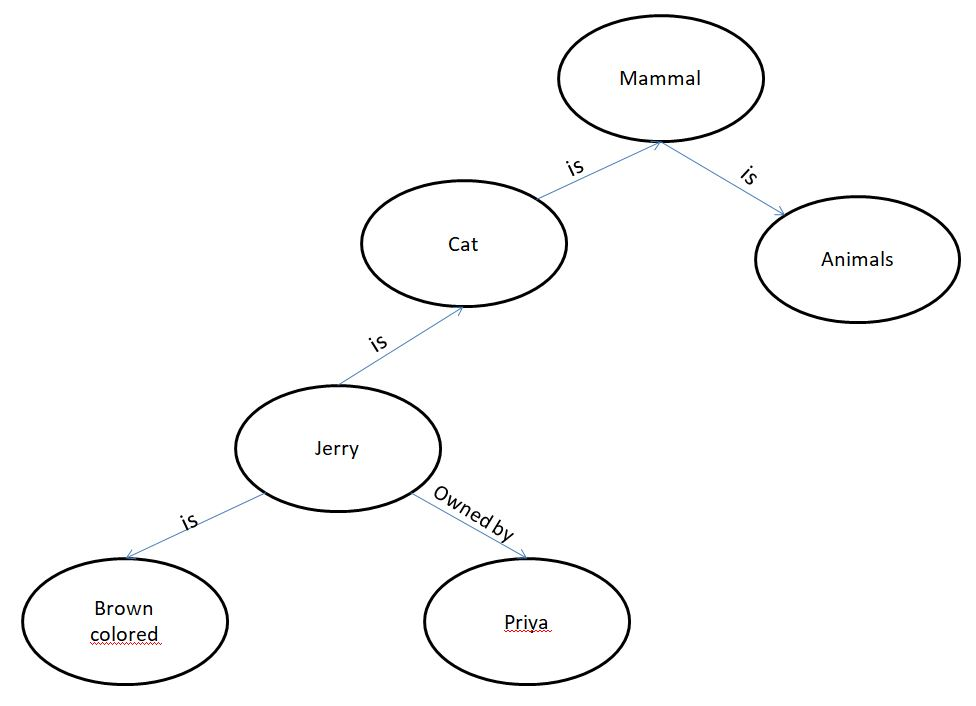 Mammal
is
is
Cat
Animals
is
Jerry
is
Owned by
Brown
colored
Priya